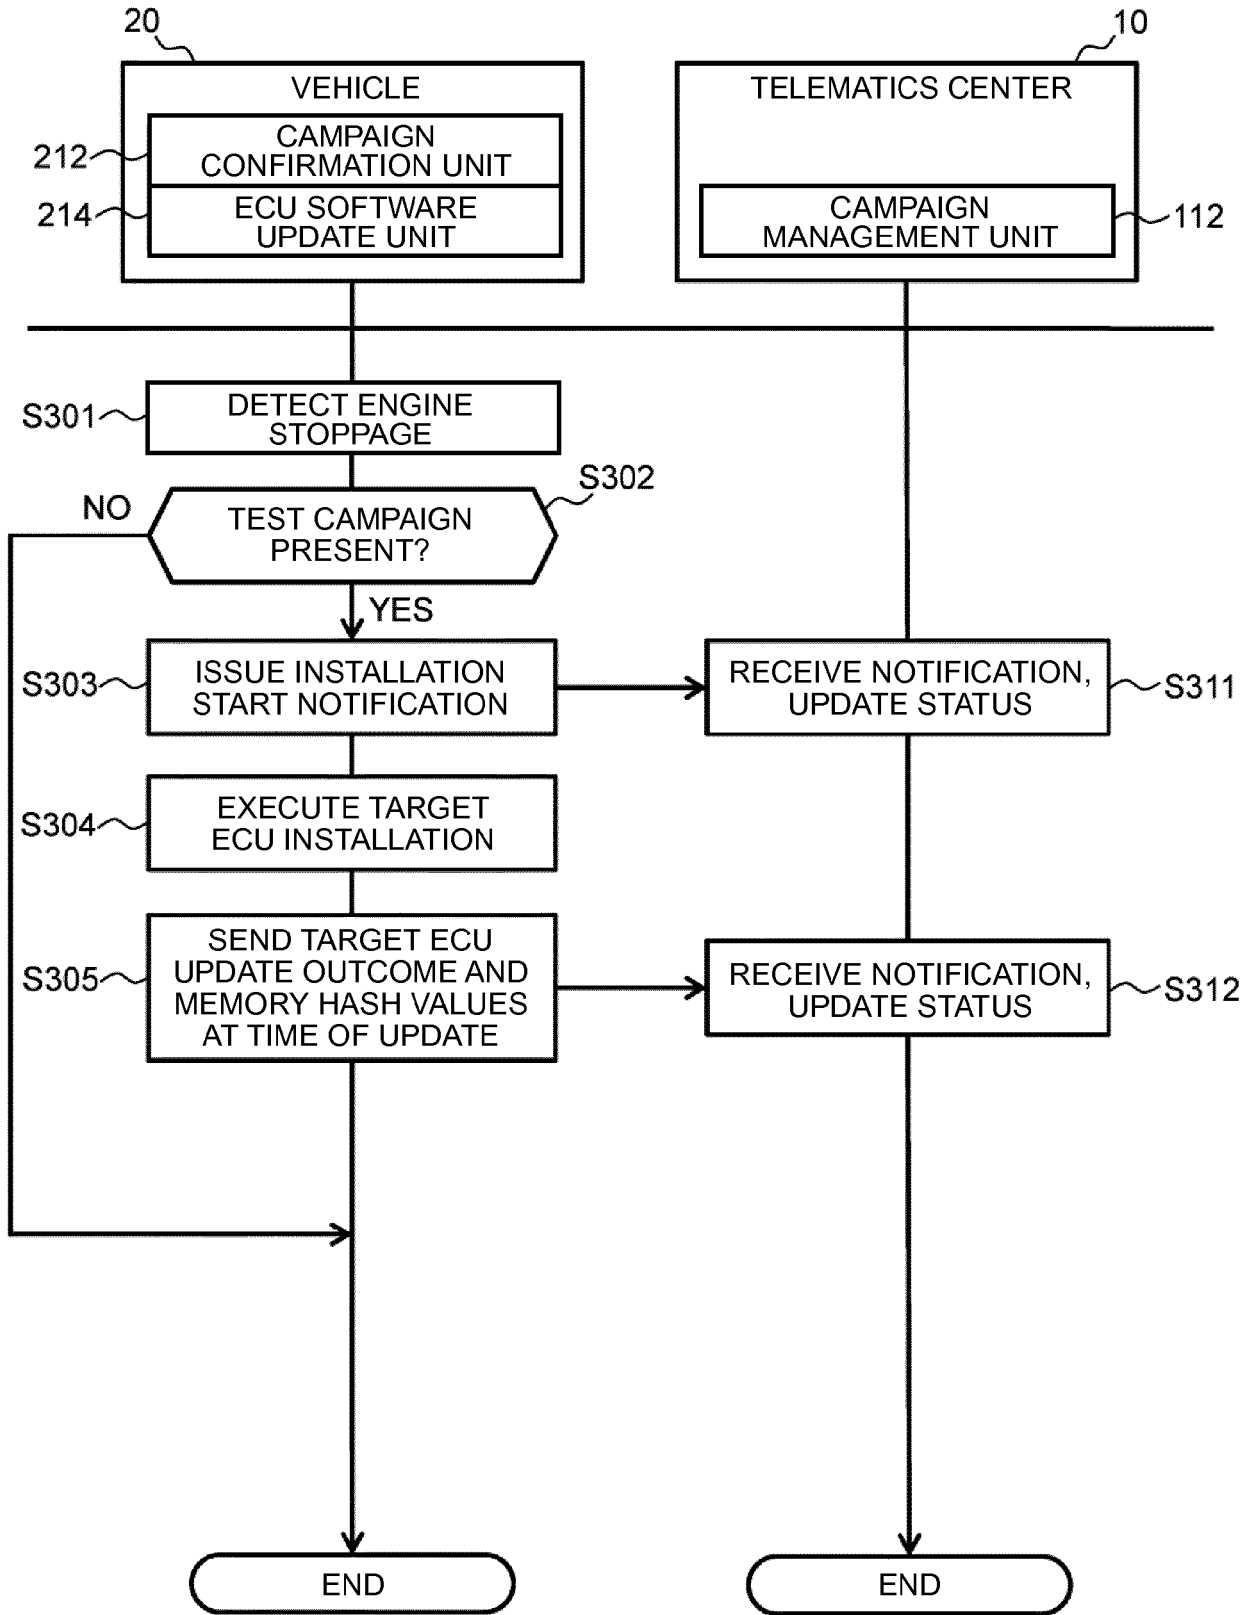 20
10
VEHICLE
TELEMATICS CENTER
212
CAMPAIGN
CONFIRMATION UNIT
214
ECU SOFTWARE
UPDATE UNIT
CAMPAIGN
MANAGEMENT UNIT
112
S301
DETECT ENGINE
STOPPAGE
S302
NO
TEST CAMPAIGN
PRESENT?
YES
S303
ISSUE INSTALLATION
START NOTIFICATION
RECEIVE NOTIFICATION,
UPDATE STATUS
S311
S304
EXECUTE TARGET
ECU INSTALLATION
S305
SEND TARGET ECU
UPDATE OUTCOME AND
MEMORY HASH VALUES
AT TIME OF UPDATE
RECEIVE NOTIFICATION,
UPDATE STATUS
S312
END
END